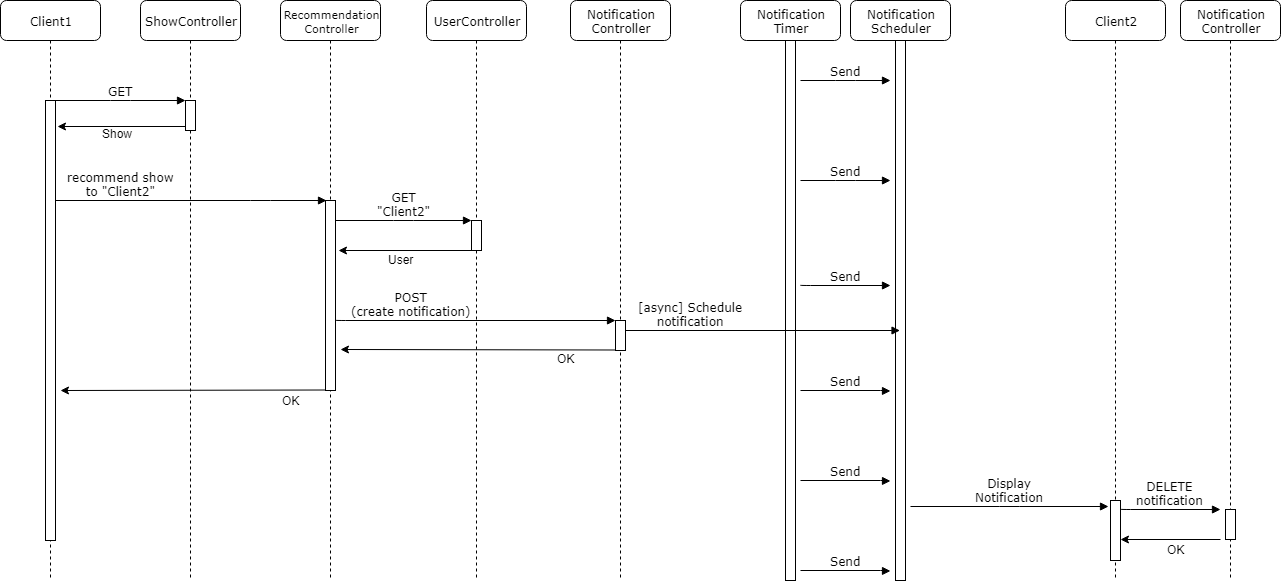 Client1
ShowController
Recommendation
Controller
UserController
Notification
Controller
Notification
Timer
Notification
Scheduler
Client2
Notification
Controller
Send
GET
Show
recommend show
to "Client2"
Send
GET
"Client2"
User
Send
POST
(create notification)
[async] Schedule
notification
OK
Send
OK
Send
Display
Notification
DELETE
notification
OK
Send